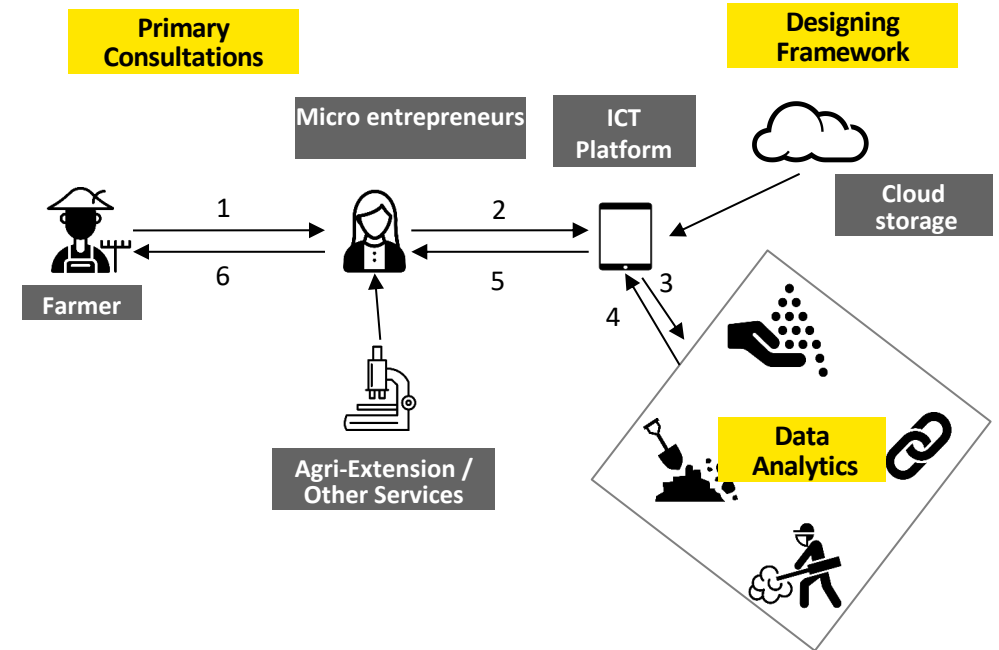 Primary
Consultations
Designing
Framework
Micro entrepreneurs
ICT
Platform
Cloud
storage
1
2
6
5
3
4
Farmer
Data
Analytics
Agri-Extension /
Other Services